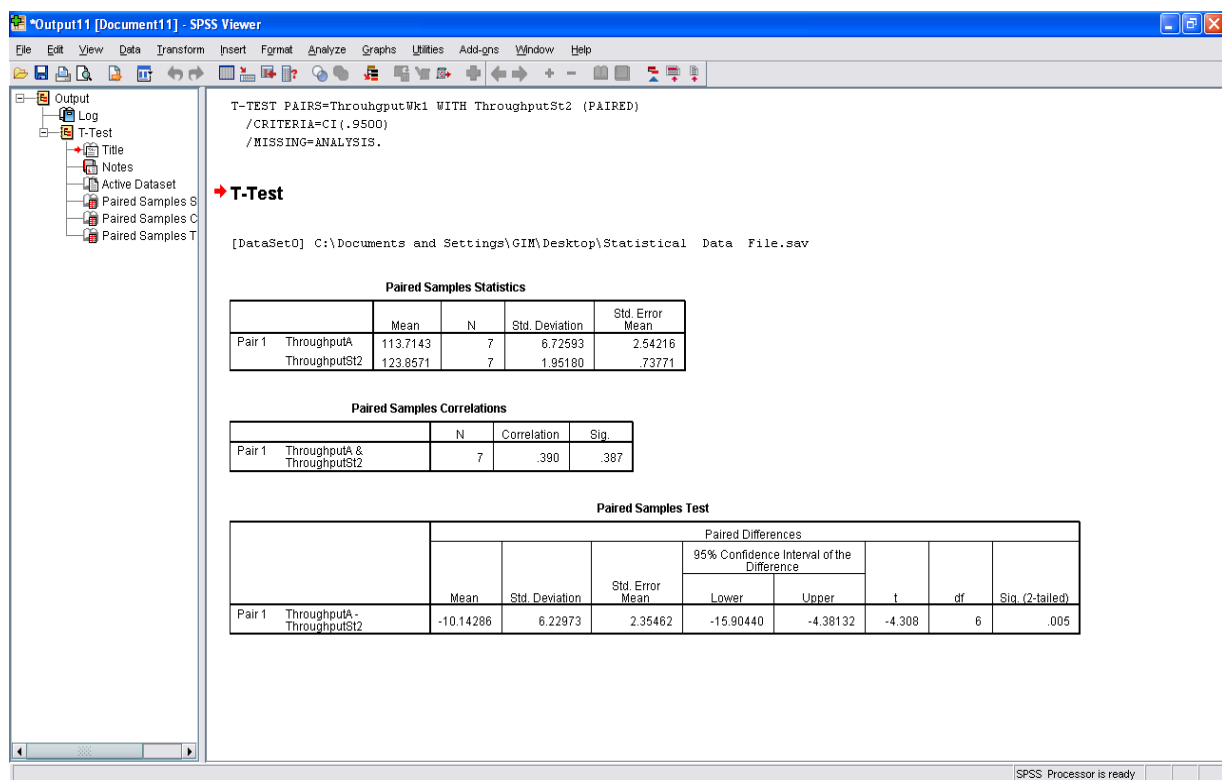 *Output11 [Document11] - SPSS Viewer
File Edit View Data Transform Insert Format Analyze Graphs Utilities Add-ons Window Help
Output
Log
T-Test
Title
Notes
Active Dataset
Paired Samples S
Paired Samples C
Paired Samples T
T-TEST PAIRS=ThrouhgputWk1 WITH ThroughputSt2 (PAIRED)
/CRITERIA=CI(.9500)
/MISSING=ANALYSIS.
T-Test
[DataSet0] C:\Documents and Settings\GIM\Desktop\Statistical Data File.sav
Paired Samples Statistics
Mean N Std. Deviation Std. Error Mean
Pair 1 ThroughputA 113.7143 7 6.72593 2.54216
ThroughputSt2 123.8571 7 1.95180 .73771
Paired Samples Correlations
N Correlation Sig.
Pair 1 ThroughputA & ThroughputSt2 7 .390 .387
Paired Samples Test
Paired Differences
95% Confidence Interval of the Difference
Mean Std. Deviation Std. Error Mean Lower Upper t df Sig. (2-tailed)
Pair 1 ThroughputA - ThroughputSt2 -10.14286 6.22973 2.35462 -15.90440 -4.38132 -4.308 6 .005
SPSS Processor is ready